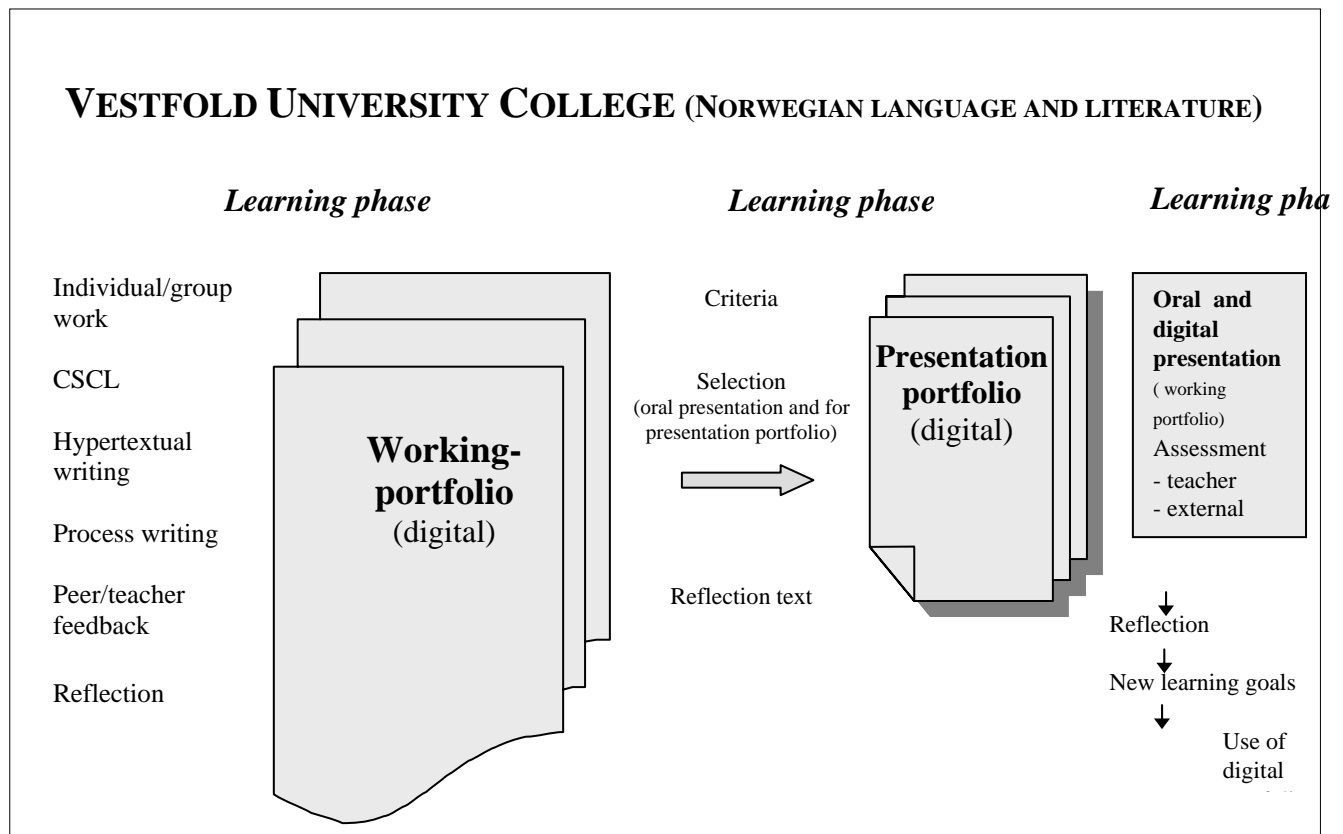 VESTFOLD UNIVERSITY COLLEGE (NORWEGIAN LANGUAGE AND LITERATURE)
Learning phase
Learning phase
Learning pha
Individual/group
work
CSCL
Hypertextual
writing
Process writing
Peer/teacher
feedback
Reflection
Working-
portfolio
(digital)
Criteria
Selection
(oral presentation and for
presentation portfolio)
Reflection text
Presentation
portfolio
(digital)
Oral and
digital
presentation
( working
portfolio)
Assessment
- teacher
- external
Reflection
New learning goals
Use of
digital